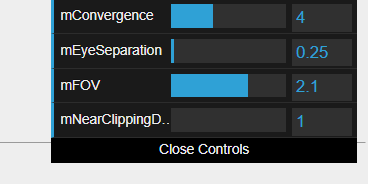 mConvergence 4
mEyeSeparation 0.25
mFOV 2.1
mNearClippingD... 1
Close Controls